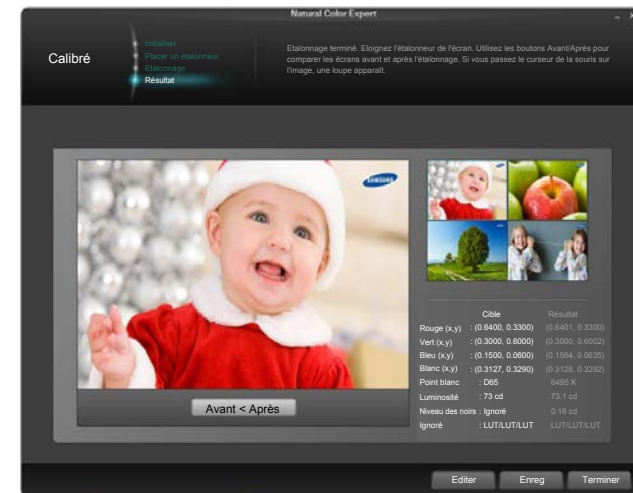 Natural Color Expert
Calibré
Initialiser
Placer un étalonneur
Etalonnage
Résultat
Etalonnage terminé. Eloignez l'étalonneur de l'écran. Utilisez les boutons Avant/Après pour
comparer les écrans avant et après l'étalonnage. Si vous passez le curseur de la souris sur
l'image, une loupe apparaît.
SAMSUNG
Avant < Après
Cible Résultat
Rouge (x,y) : (0.6400, 0.3300) (0.6401, 0.3300)
Vert (x,y) : (0.3000, 0.6000) (0.3000, 0.6002)
Bleu (x,y) : (0.1500, 0.0600) (0.1564, 0.0635)
Blanc (x,y) : (0.3127, 0.3290) (0.3128, 0.3292)
Point blanc : D65 6495 K
Luminosité : 73 cd 73.1 cd
Niveau des noirs : Ignoré 0.16 cd
Ignoré : LUT/LUT/LUT LUT/LUT/LUT
Editer Enreg Terminer